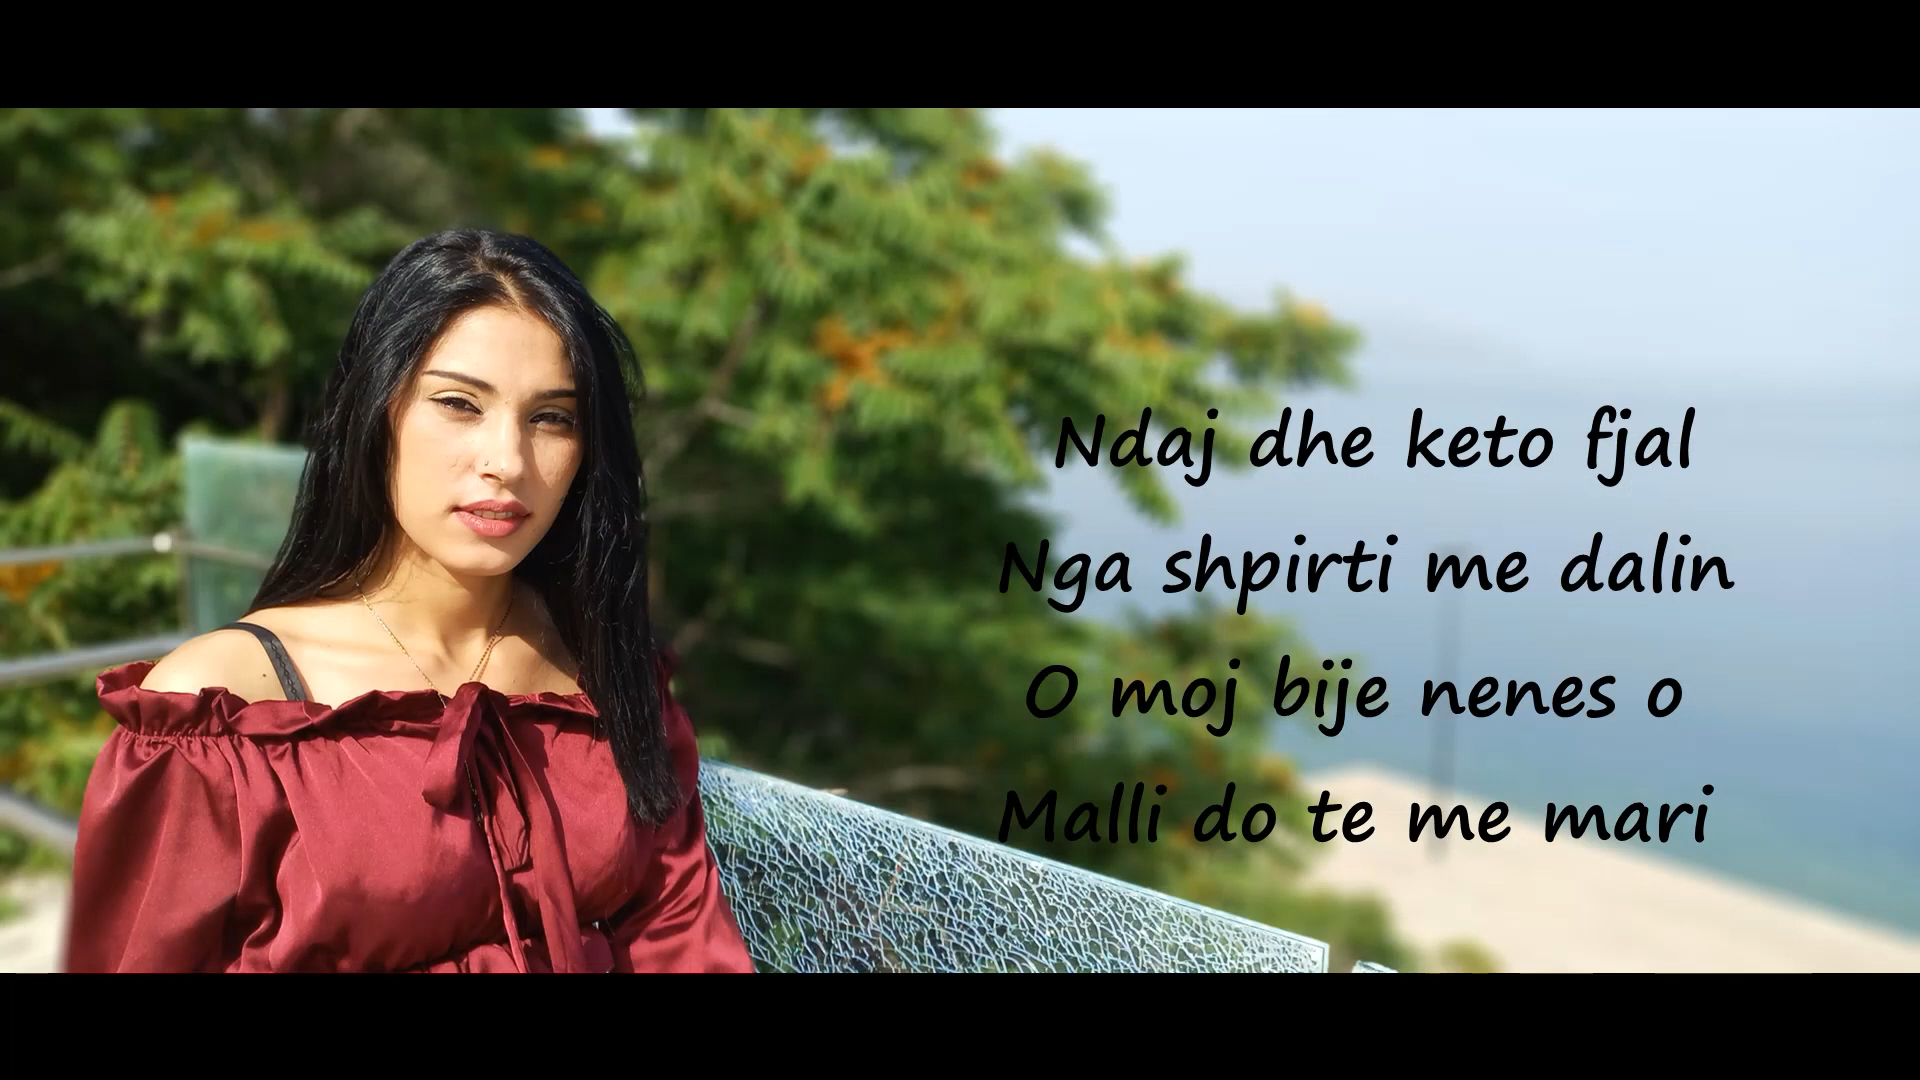 Ndaj dhe keto fjal
Nga shpirti me dalin
O moj bije nenes o
Malli do te me mari